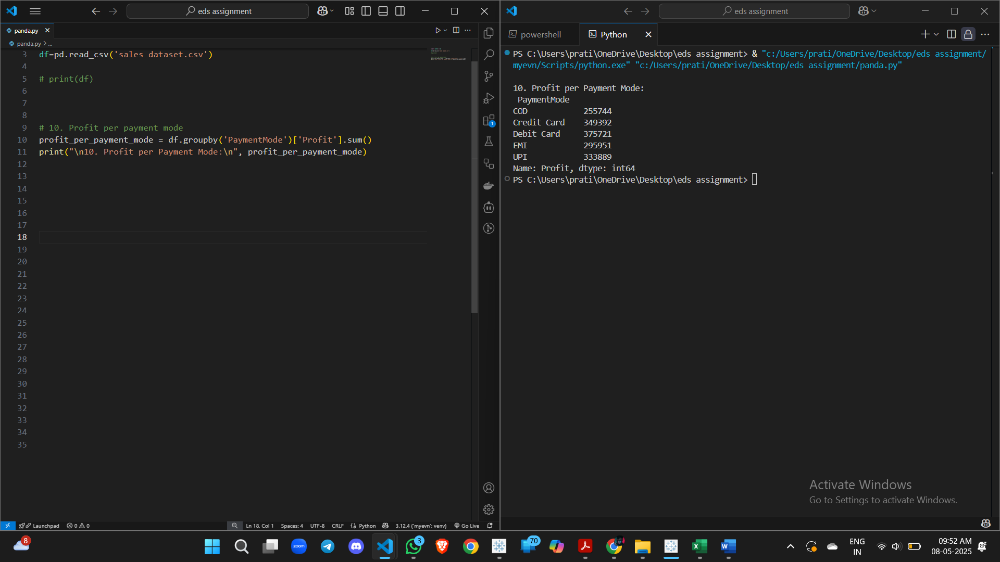 eds assignment
panda.py
panda.py > ...
3 df=pd.read_csv('sales dataset.csv')
4
5 # print(df)
6
7
8
9 # 10. Profit per payment mode
10 profit_per_payment_mode = df.groupby('PaymentMode')['Profit'].sum()
11 print("\n10. Profit per Payment Mode:\n", profit_per_payment_mode)
12
13
14
15
16
17
18
19
20
21
22
23
24
25
26
27
28
29
30
31
32
33
34
35
1
Launchpad 0 0 Ln 18, Col 1 Spaces: 4 UTF-8 CRLF Python 3.12.4 ('myevn': venv) Go Live
eds assignment
powershell Python
PS C:\Users\prati\OneDrive\Desktop\eds assignment> & "c:/Users/prati/OneDrive/Desktop/eds assignment/
myevn/Scripts/python.exe" "c:/Users/prati/OneDrive/Desktop/eds assignment/panda.py"
10. Profit per Payment Mode:
PaymentMode
COD 255744
Credit Card 349392
Debit Card 375721
EMI 295951
UPI 333889
Name: Profit, dtype: int64
PS C:\Users\prati\OneDrive\Desktop\eds assignment>
Activate Windows
Go to Settings to activate Windows.
8
zoom
3
70
ENG
IN
09:52 AM
08-05-2025